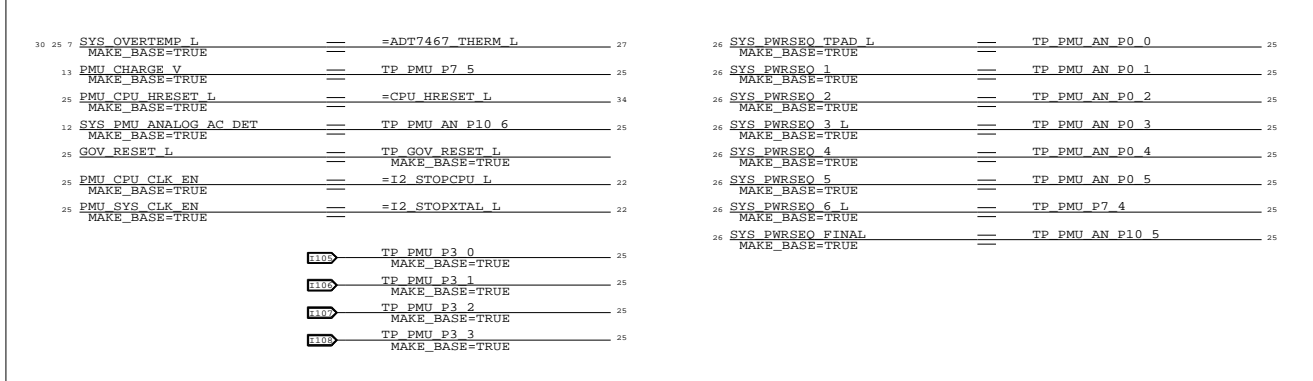 30 25 7 SYS_OVERTEMP_L =ADT7467_THERM_L 27
MAKE_BASE=TRUE
13 PMU_CHARGE_V TP_PMU_P7_5 25
MAKE_BASE=TRUE
25 PMU_CPU_HRESET_L =CPU_HRESET_L 34
MAKE_BASE=TRUE
12 SYS_PMU_ANALOG_AC_DET TP_PMU_AN_P10_6 25
MAKE_BASE=TRUE
25 GOV_RESET_L TP_GOV_RESET_L
MAKE_BASE=TRUE
25 PMU_CPU_CLK_EN =I2_STOPCPU_L 22
MAKE_BASE=TRUE
25 PMU_SYS_CLK_EN =I2_STOPXTAL_L 22
MAKE_BASE=TRUE
I105 TP_PMU_P3_0 25
MAKE_BASE=TRUE
I106 TP_PMU_P3_1 25
MAKE_BASE=TRUE
I107 TP_PMU_P3_2 25
MAKE_BASE=TRUE
I108 TP_PMU_P3_3 25
MAKE_BASE=TRUE
26 SYS_PWRSEQ_TPAD_L TP_PMU_AN_P0_0 25
MAKE_BASE=TRUE
26 SYS_PWRSEQ_1 TP_PMU_AN_P0_1 25
MAKE_BASE=TRUE
26 SYS_PWRSEQ_2 TP_PMU_AN_P0_2 25
MAKE_BASE=TRUE
26 SYS_PWRSEQ_3_L TP_PMU_AN_P0_3 25
MAKE_BASE=TRUE
26 SYS_PWRSEQ_4 TP_PMU_AN_P0_4 25
MAKE_BASE=TRUE
26 SYS_PWRSEQ_5 TP_PMU_AN_P0_5 25
MAKE_BASE=TRUE
26 SYS_PWRSEQ_6_L TP_PMU_P7_4 25
MAKE_BASE=TRUE
26 SYS_PWRSEQ_FINAL TP_PMU_AN_P10_5 25
MAKE_BASE=TRUE